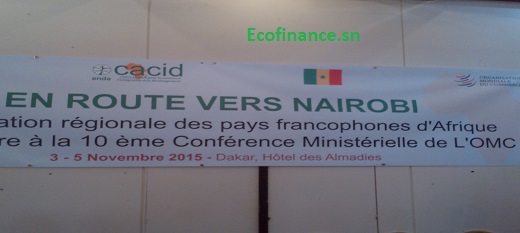 Ecofinance.sn
enda cacid
EN ROUTE VERS NAIROBI
ation régionale des pays francophones d'Afrique
re à la 10 ème Conférence Ministérielle de L'OMC
3 - 5 Novembre 2015 - Dakar, Hôtel des Almadies